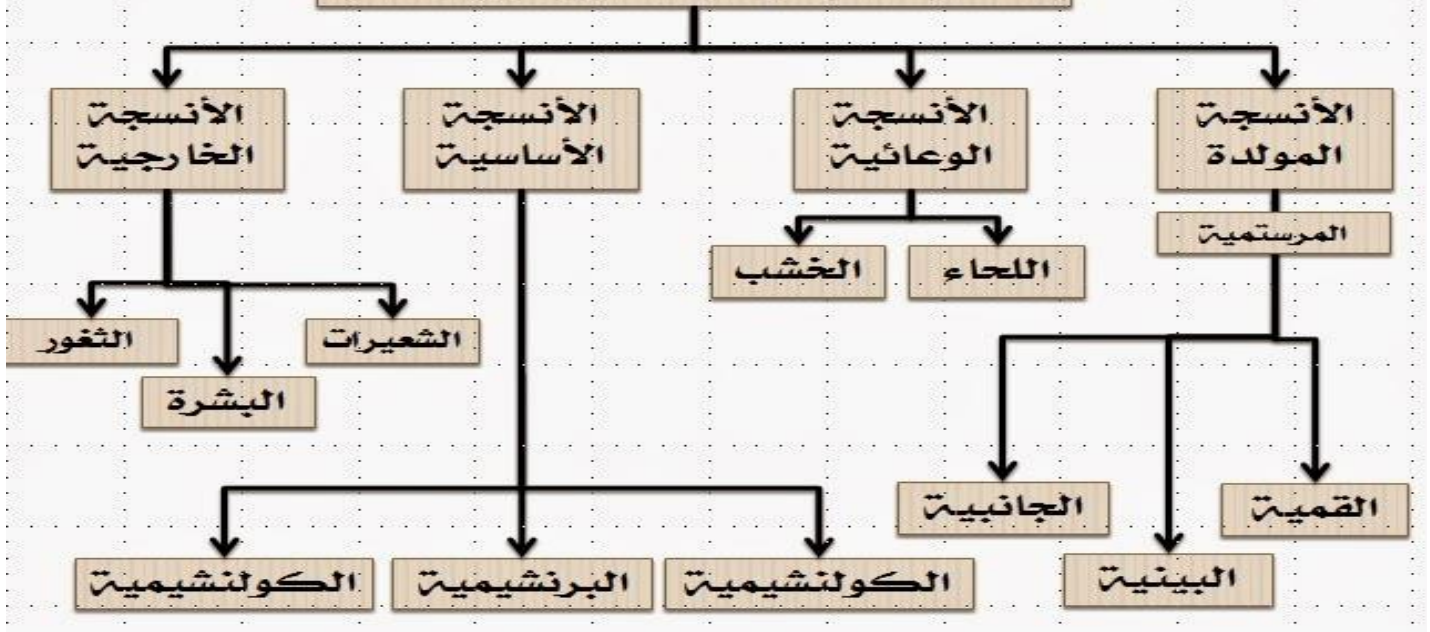 الأنسجة
المولدة
الأنسجة
الوعائية
الأنسجة
الأساسية
الأنسجة
الخارجية
المرستمية
اللحاء
الخشب
الشعيرات
الثغور
البشرة
القمية
الجانبية
البينية
الكولنشيمية
البرنشيمية
الكولنشيمية